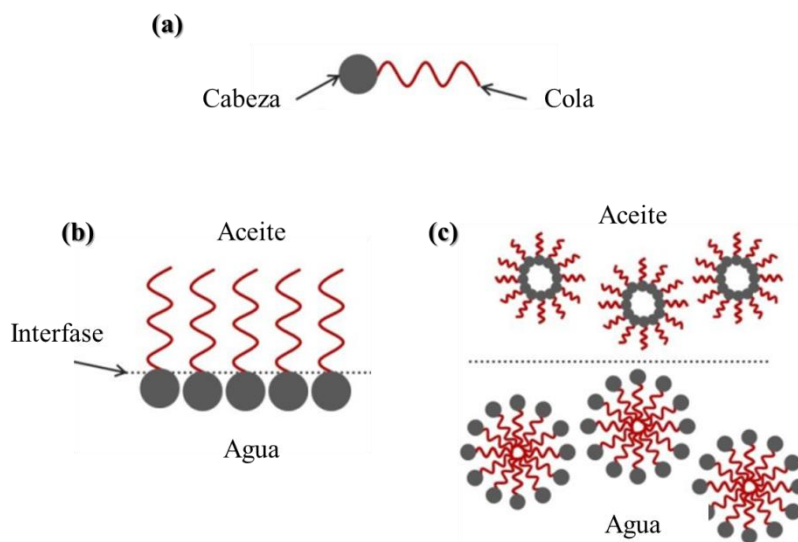 (a)
Cabeza
Cola
(b)
Aceite
Interfase
Agua
(c)
Aceite
Agua